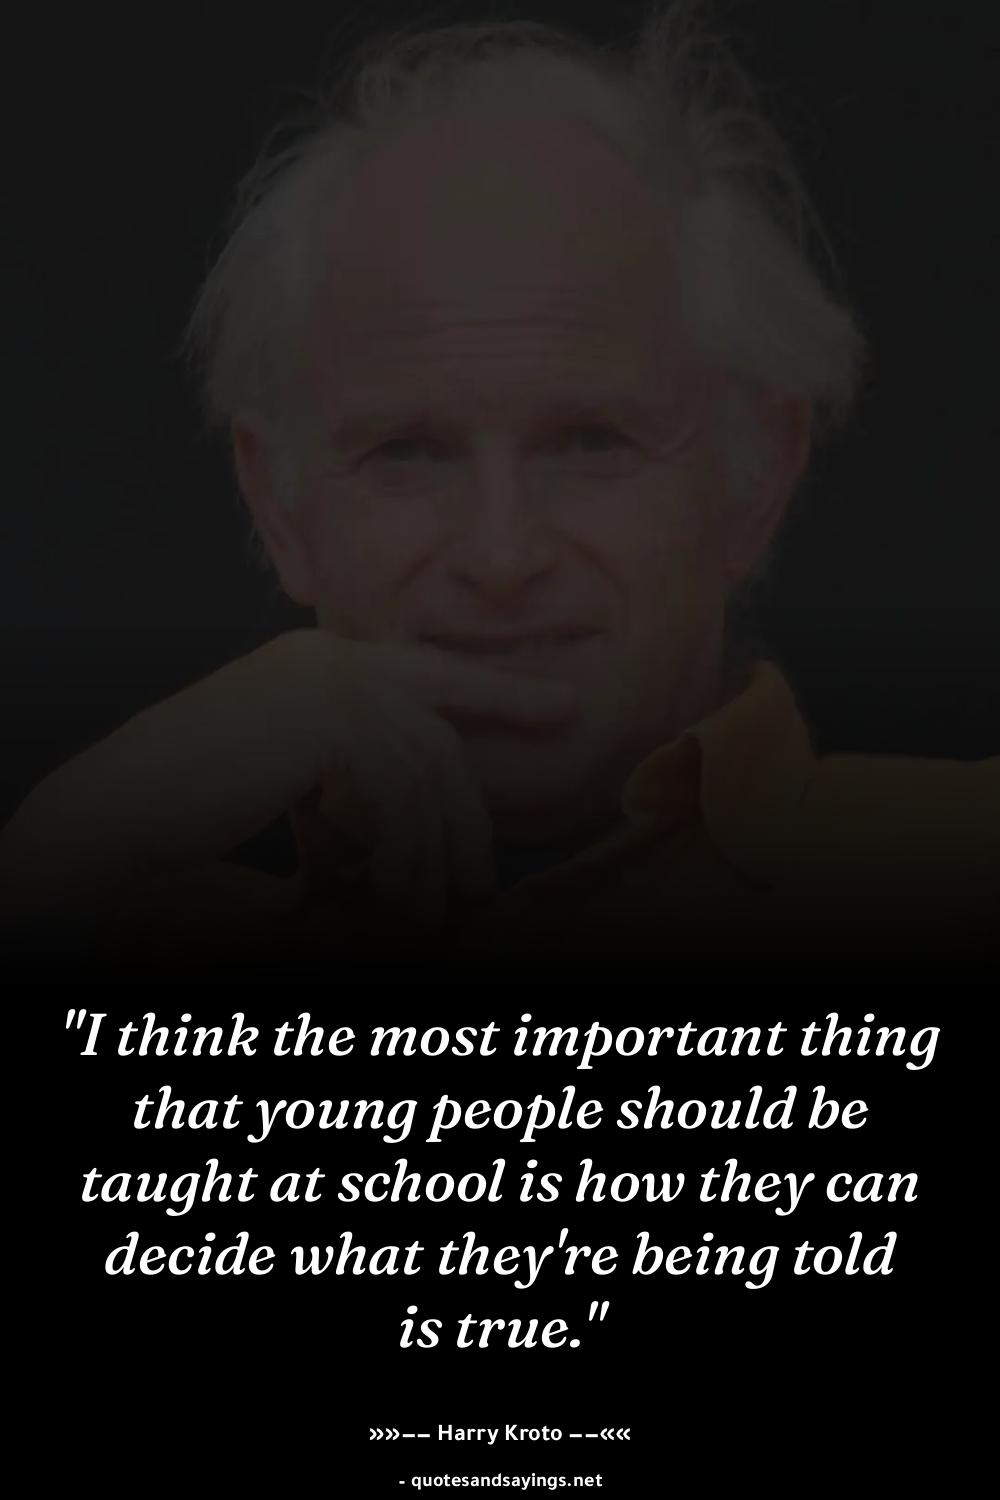 "I think the most important thing
that young people should be
taught at school is how they can
decide what they're being told
is true."
»»–– Harry Kroto ––««
- quotesandsayings.net